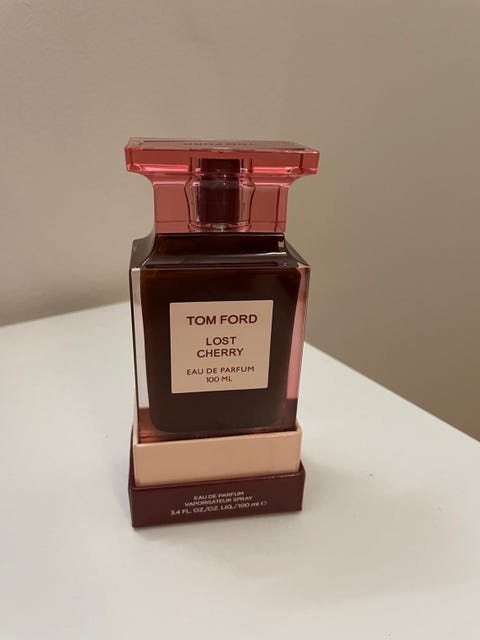 TOM FORD
LOST
CHERRY
EAU DE PARFUM
100 ML
EAU DE PARFUM
VAPORISATEUR SPRAY
3.4 FL. OZ./OZ. LIQ./100 ml ℮